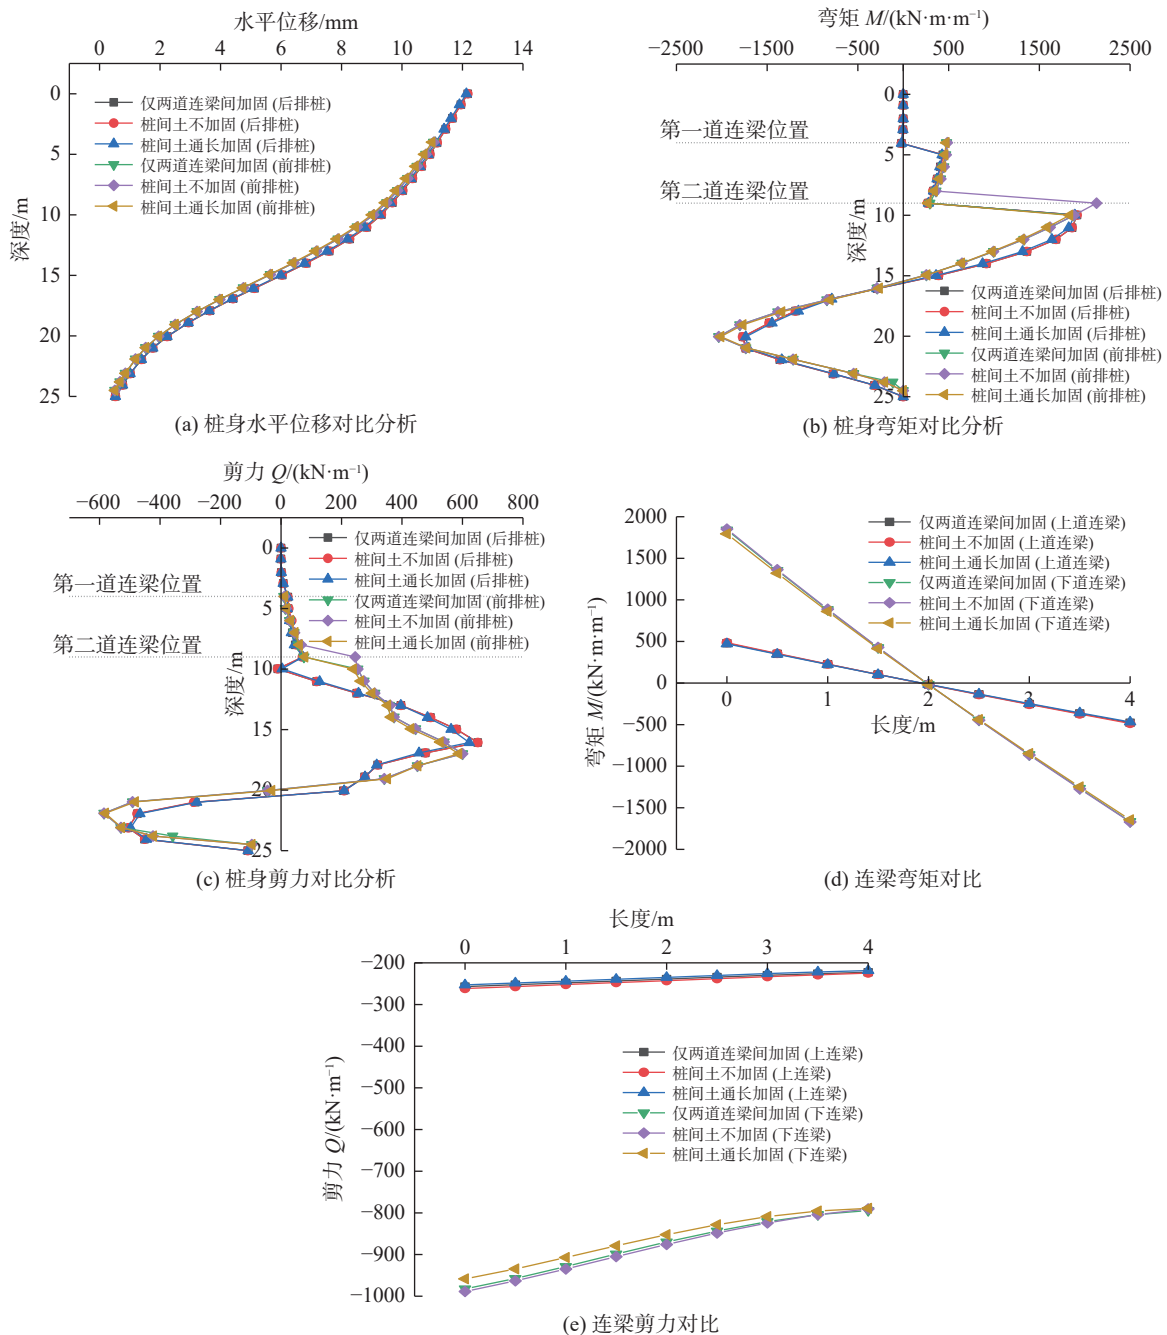 水平位移/mm
0 2 4 6 8 10 12 14
0
5
10
15
20
25
深度/m
仅两道连梁间加固 (后排桩)
桩间土不加固 (后排桩)
桩间土通长加固 (后排桩)
仅两道连梁间加固 (前排桩)
桩间土不加固 (前排桩)
桩间土通长加固 (前排桩)
(a) 桩身水平位移对比分析
弯矩 M/(kN·m·m⁻¹)
−2500 −1500 −500 500 1500 2500
0
5
10
15
20
25
深度/m
第一道连梁位置
第二道连梁位置
仅两道连梁间加固 (后排桩)
桩间土不加固 (后排桩)
桩间土通长加固 (后排桩)
仅两道连梁间加固 (前排桩)
桩间土不加固 (前排桩)
桩间土通长加固 (前排桩)
(b) 桩身弯矩对比分析
剪力 Q/(kN·m⁻¹)
−600 −400 −200 0 200 400 600 800
0
5
10
15
20
25
深度/m
第一道连梁位置
第二道连梁位置
仅两道连梁间加固 (后排桩)
桩间土不加固 (后排桩)
桩间土通长加固 (后排桩)
仅两道连梁间加固 (前排桩)
桩间土不加固 (前排桩)
桩间土通长加固 (前排桩)
(c) 桩身剪力对比分析
2000
1500
1000
500
0
−500
−1000
−1500
−2000
弯矩 M/(kN·m·m⁻¹)
0 1 2 3 4
长度/m
仅两道连梁间加固 (上道连梁)
桩间土不加固 (上道连梁)
桩间土通长加固 (上道连梁)
仅两道连梁间加固 (下道连梁)
桩间土不加固 (下道连梁)
桩间土通长加固 (下道连梁)
(d) 连梁弯矩对比
长度/m
0 1 2 3 4
−200
−300
−400
−500
−600
−700
−800
−900
−1000
剪力 Q/(kN·m⁻¹)
仅两道连梁间加固 (上连梁)
桩间土不加固 (上连梁)
桩间土通长加固 (上连梁)
仅两道连梁间加固 (下连梁)
桩间土不加固 (下连梁)
桩间土通长加固 (下连梁)
(e) 连梁剪力对比